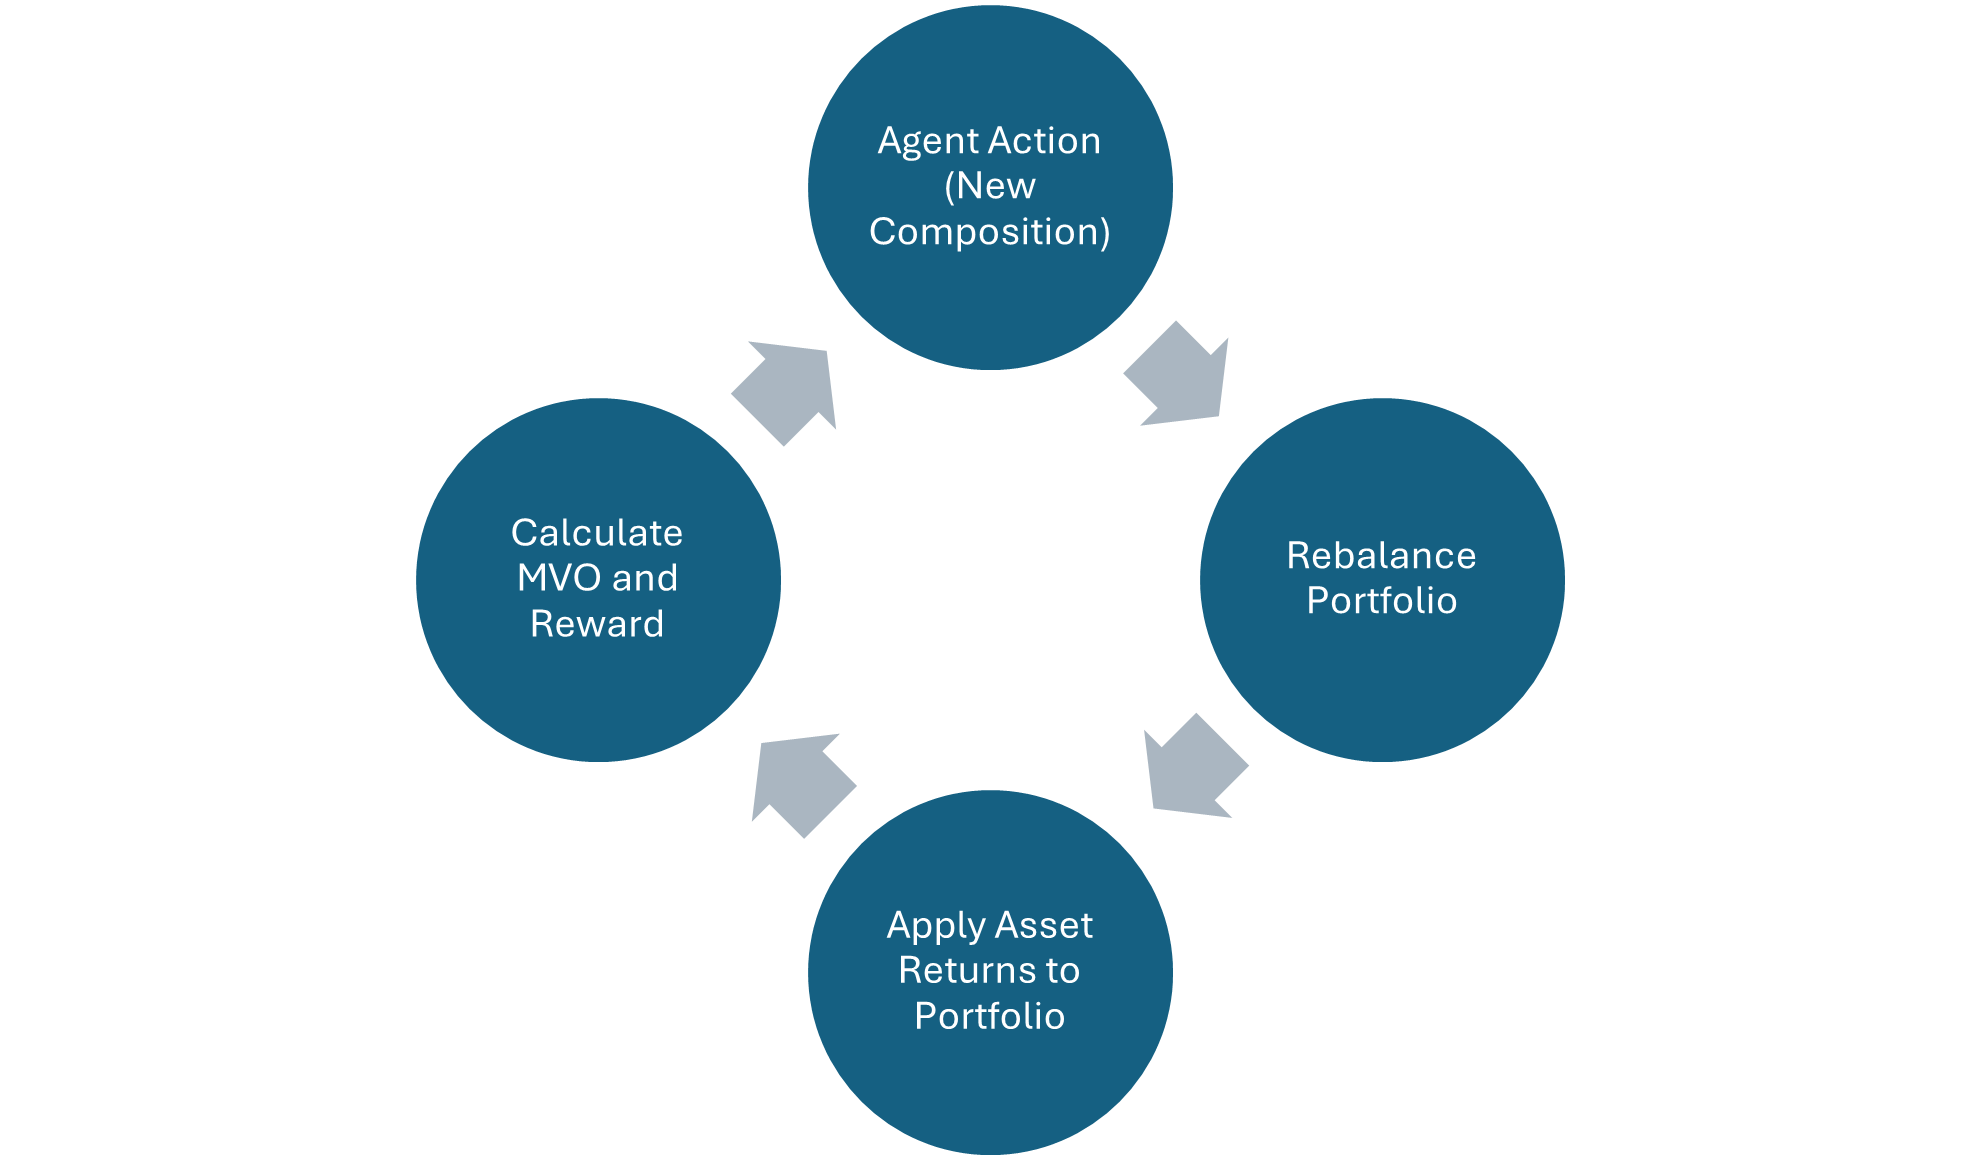 Agent Action
(New
Composition)
Rebalance
Portfolio
Apply Asset
Returns to
Portfolio
Calculate
MVO and
Reward